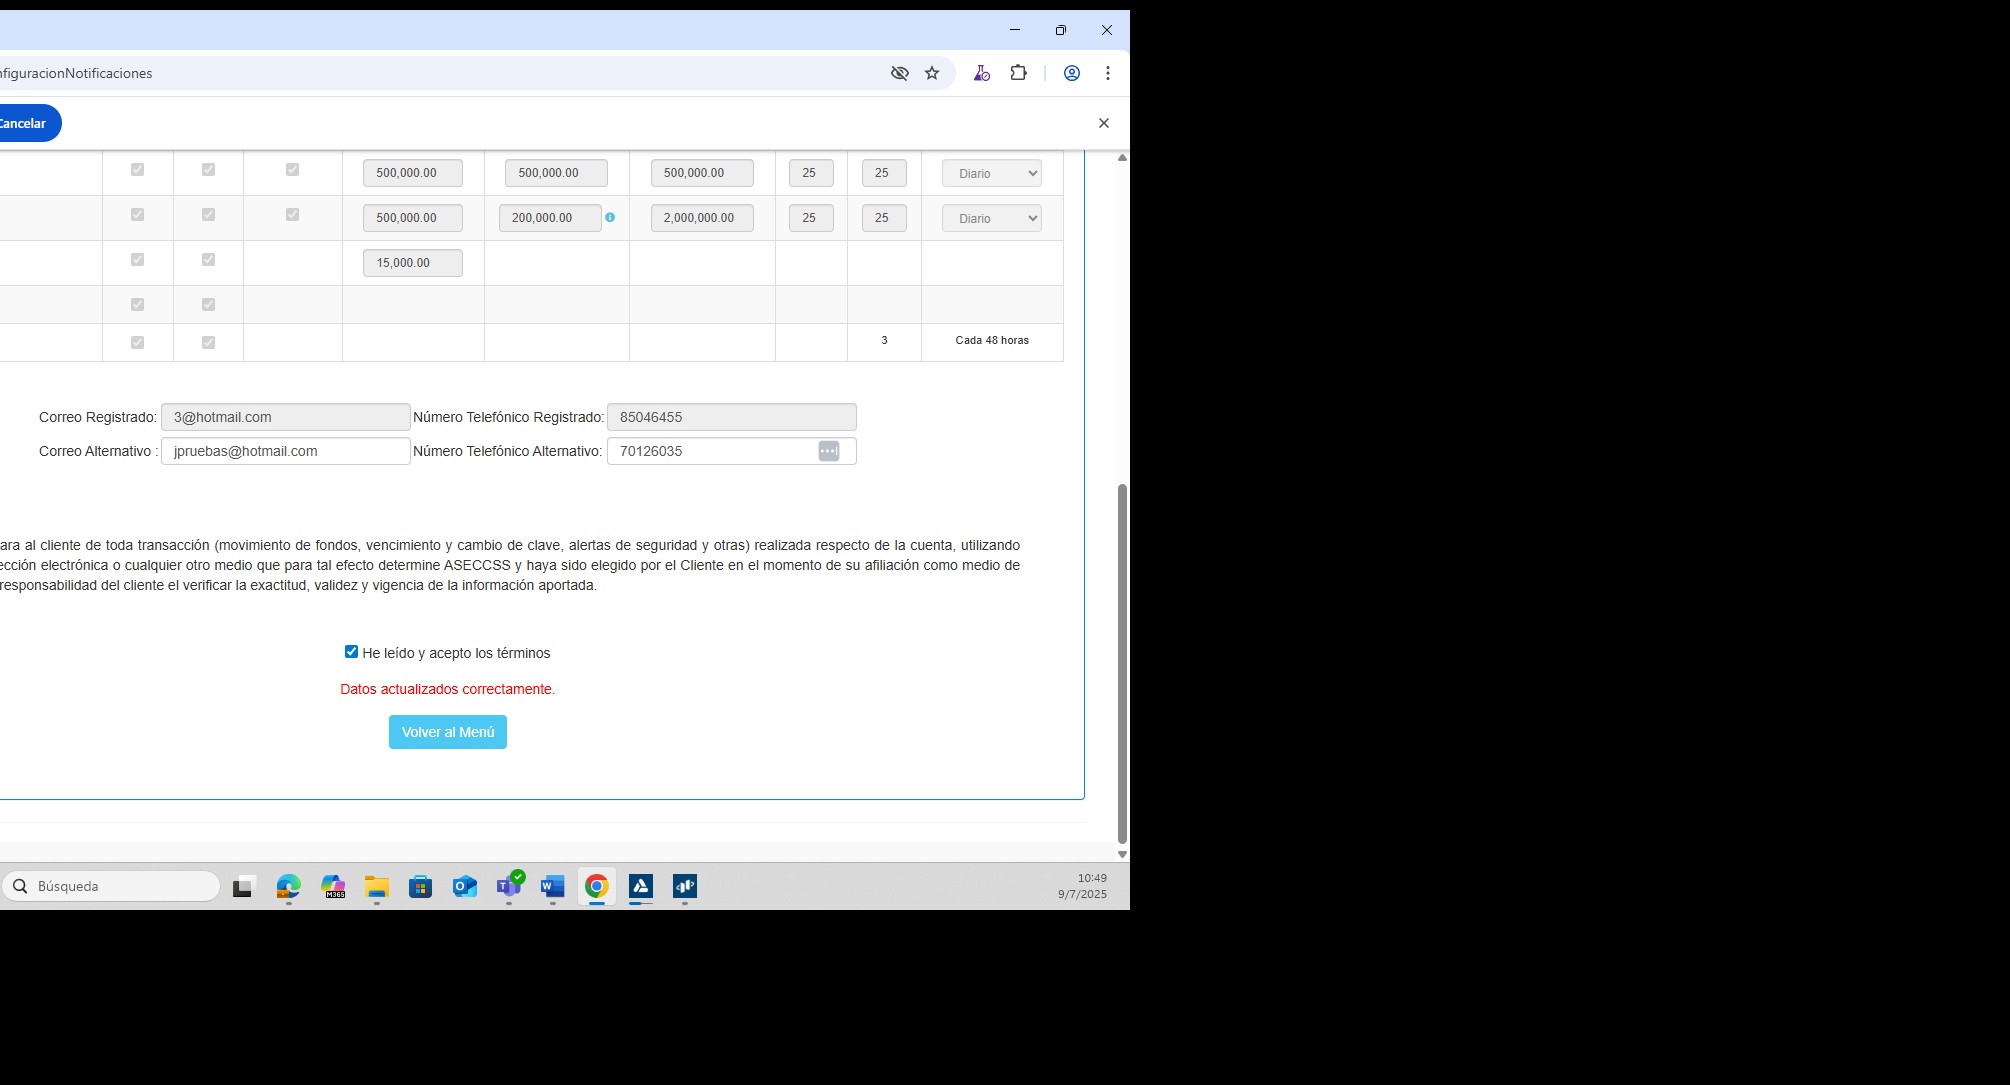 nfiguracionNotificaciones
Cancelar
500,000.00 500,000.00 500,000.00 25 25 Diario
500,000.00 200,000.00 2,000,000.00 25 25 Diario
15,000.00
3 Cada 48 horas
Correo Registrado: 3@hotmail.com Número Telefónico Registrado: 85046455
Correo Alternativo : jpruebas@hotmail.com Número Telefónico Alternativo: 70126035
ara al cliente de toda transacción (movimiento de fondos, vencimiento y cambio de clave, alertas de seguridad y otras) realizada respecto de la cuenta, utilizando
ección electrónica o cualquier otro medio que para tal efecto determine ASECCSS y haya sido elegido por el Cliente en el momento de su afiliación como medio de
responsabilidad del cliente el verificar la exactitud, validez y vigencia de la información aportada.
He leído y acepto los términos
Datos actualizados correctamente.
Volver al Menú
Búsqueda
M365
10:49
9/7/2025